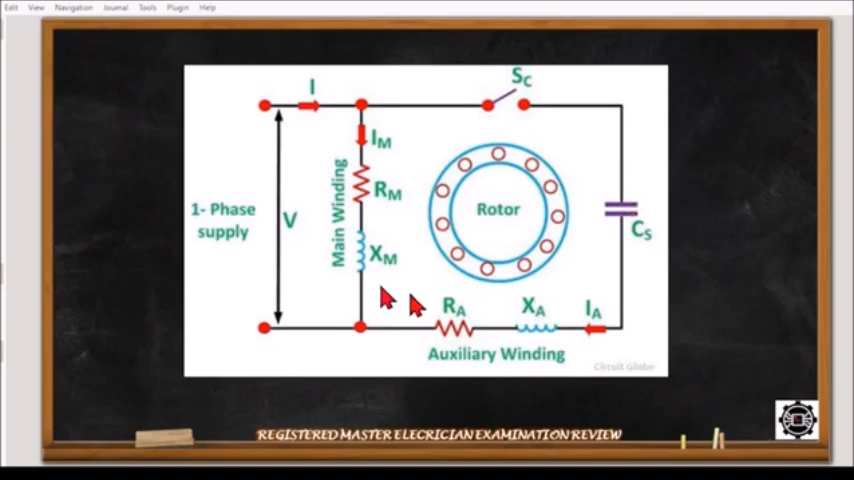 Edit View Navigation Journal Tools Plugin Help
SC
I
IM
Main Winding
RM
1- Phase
supply
V
Rotor
XM
CS
RA
XA
IA
Auxiliary Winding
Circuit Globe
REGISTERED MASTER ELECRICIAN EXAMINATION REVIEW